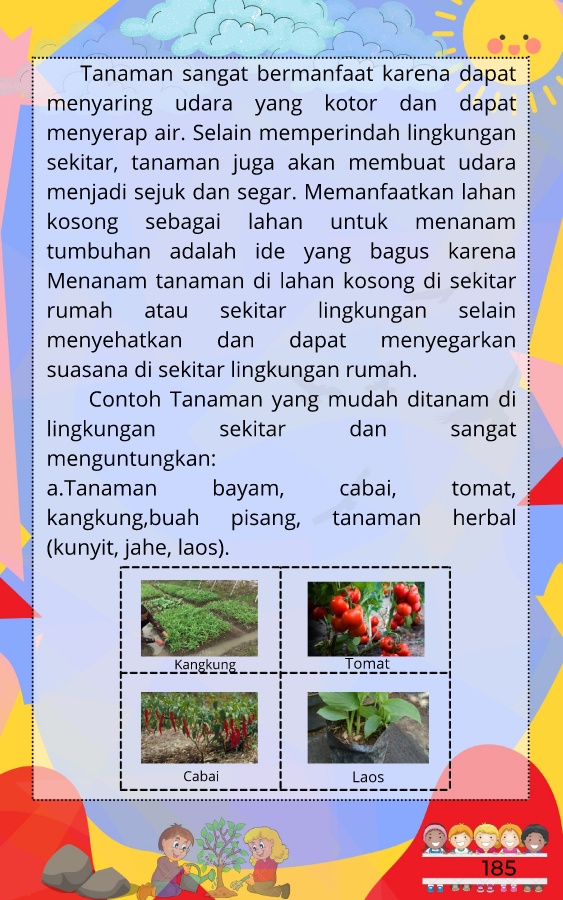 Tanaman sangat bermanfaat karena dapat
menyaring udara yang kotor dan dapat
menyerap air. Selain memperindah lingkungan
sekitar, tanaman juga akan membuat udara
menjadi sejuk dan segar. Memanfaatkan lahan
kosong sebagai lahan untuk menanam
tumbuhan adalah ide yang bagus karena
Menanam tanaman di lahan kosong di sekitar
rumah atau sekitar lingkungan selain
menyehatkan dan dapat menyegarkan
suasana di sekitar lingkungan rumah.
Contoh Tanaman yang mudah ditanam di
lingkungan sekitar dan sangat
menguntungkan:
a.Tanaman bayam, cabai, tomat,
kangkung,buah pisang, tanaman herbal
(kunyit, jahe, laos).
Kangkung
Tomat
Cabai
Laos
185